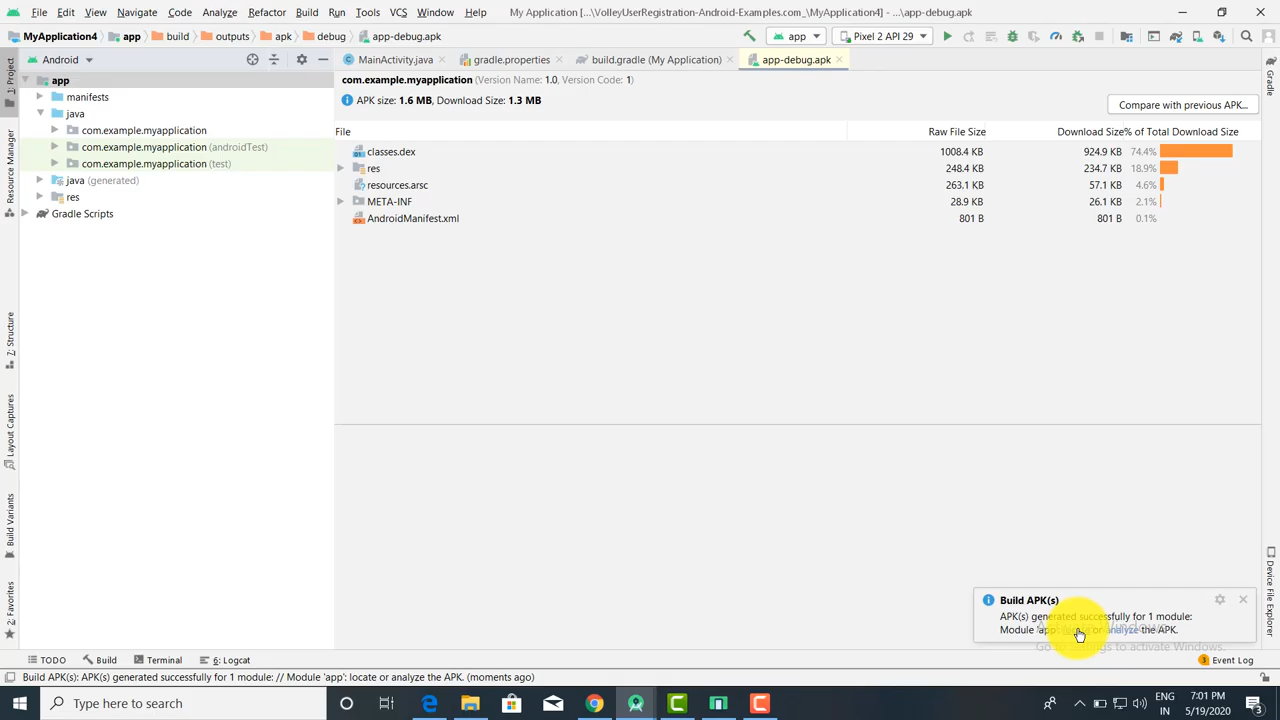 File Edit View Navigate Code Analyze Refactor Build Run Tools VCS Window Help My Application [...\VolleyUserRegistration-Android-Examples.com_\MyApplication4] - ...\app-debug.apk
MyApplication4 app build outputs apk debug app-debug.apk app Pixel 2 API 29
1: Project
Resource Manager
Z: Structure
Layout Captures
Build Variants
2: Favorites
Android
MainActivity.java gradle.properties build.gradle (My Application) app-debug.apk
app
manifests
java
com.example.myapplication
com.example.myapplication (androidTest)
com.example.myapplication (test)
java (generated)
res
Gradle Scripts
com.example.myapplication (Version Name: 1.0, Version Code: 1)
APK size: 1.6 MB, Download Size: 1.3 MB
Compare with previous APK...
File Raw File Size Download Size % of Total Download Size
classes.dex 1008.4 KB 924.9 KB 74.4%
res 248.4 KB 234.7 KB 18.9%
resources.arsc 263.1 KB 57.1 KB 4.6%
META-INF 28.9 KB 26.1 KB 2.1%
AndroidManifest.xml 801 B 801 B 0.1%
Gradle
Device File Explorer
Build APK(s)
APK(s) generated successfully for 1 module:
Module 'app': or analyze the APK.
Go to Settings to activate Windows.
TODO Build Terminal 6: Logcat 3 Event Log
Build APK(s): APK(s) generated successfully for 1 module: // Module 'app': locate or analyze the APK. (moments ago)
Type here to search
ENG
IN
7:01 PM
5/19/2020
3